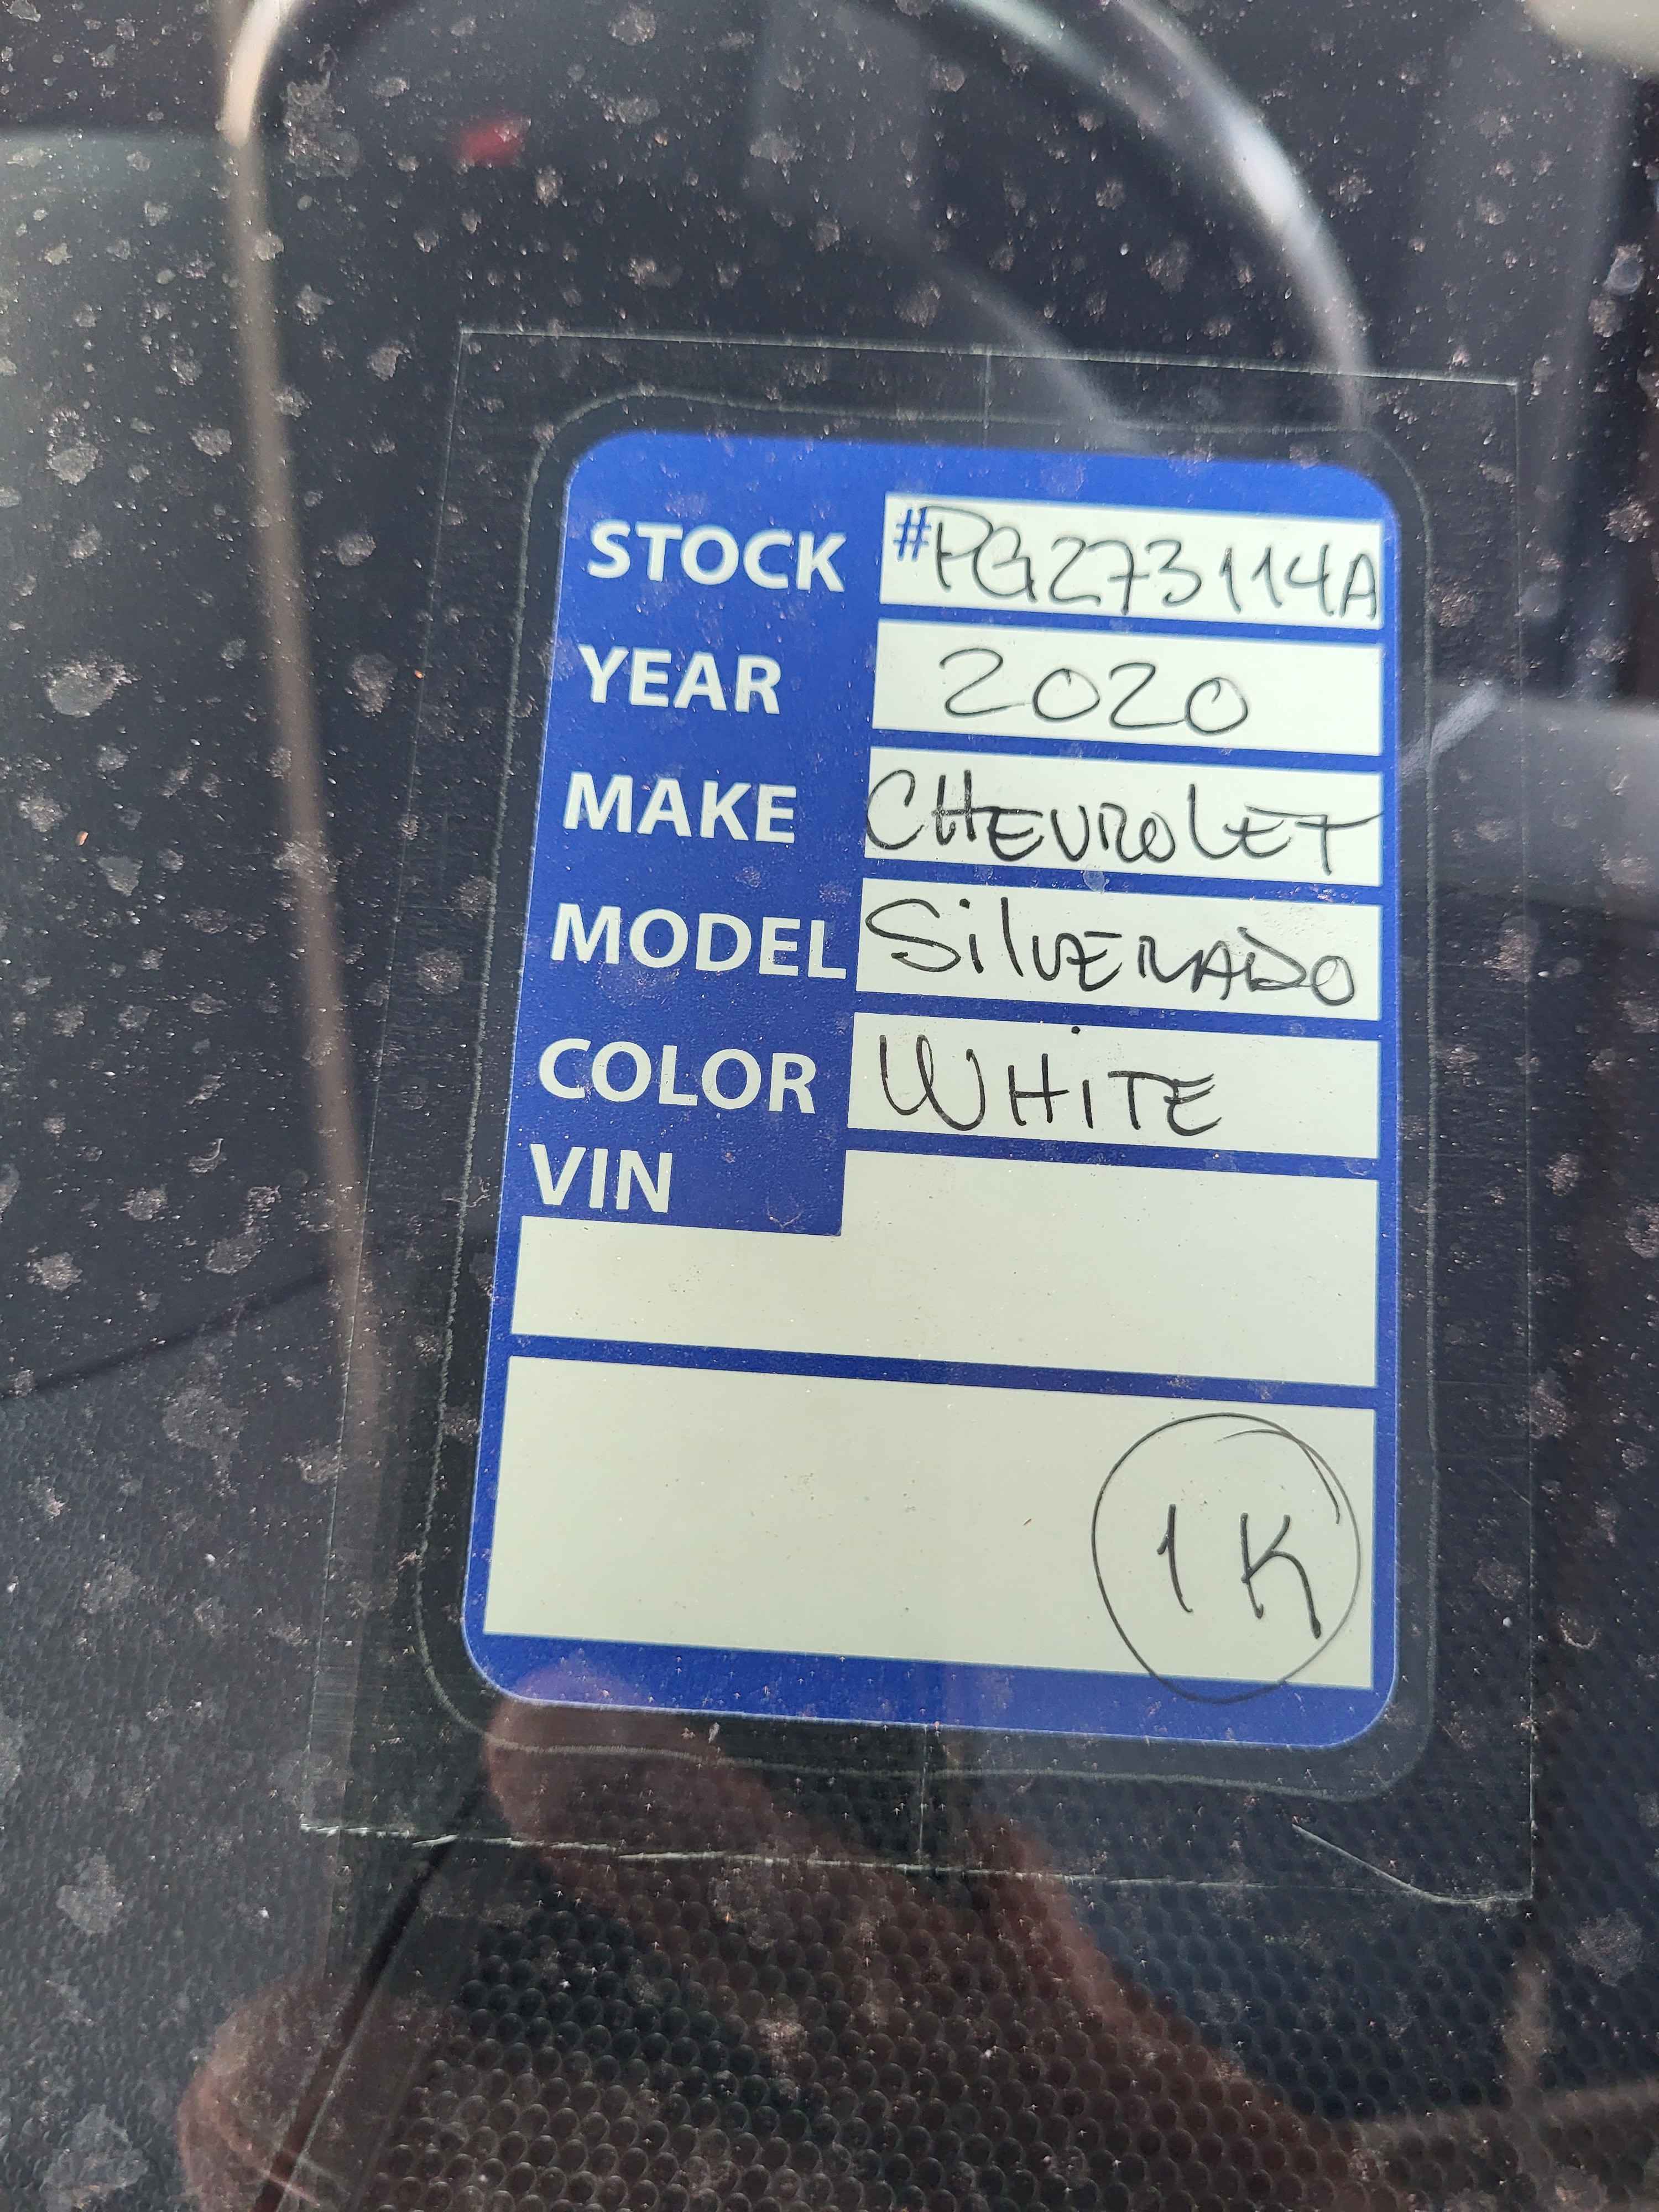 STOCK #PG273114A
YEAR 2020
MAKE CHEVROLET
MODEL SilVERADO
COLOR WHiTE
VIN
1K